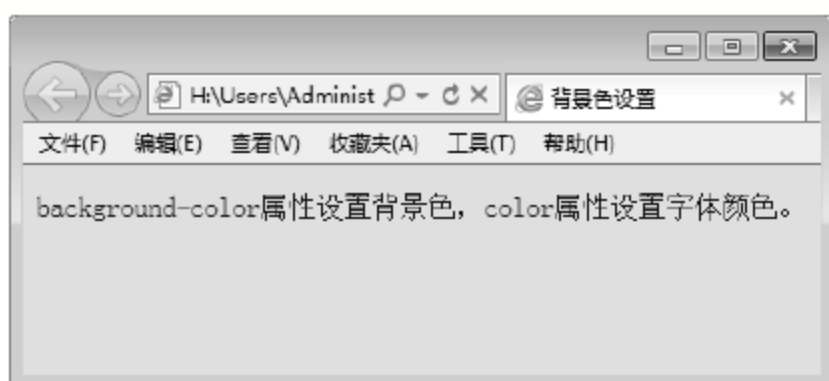 H:\Users\Administ
背景色设置
文件(F) 编辑(E) 查看(V) 收藏夹(A) 工具(T) 帮助(H)
background-color属性设置背景色，color属性设置字体颜色。